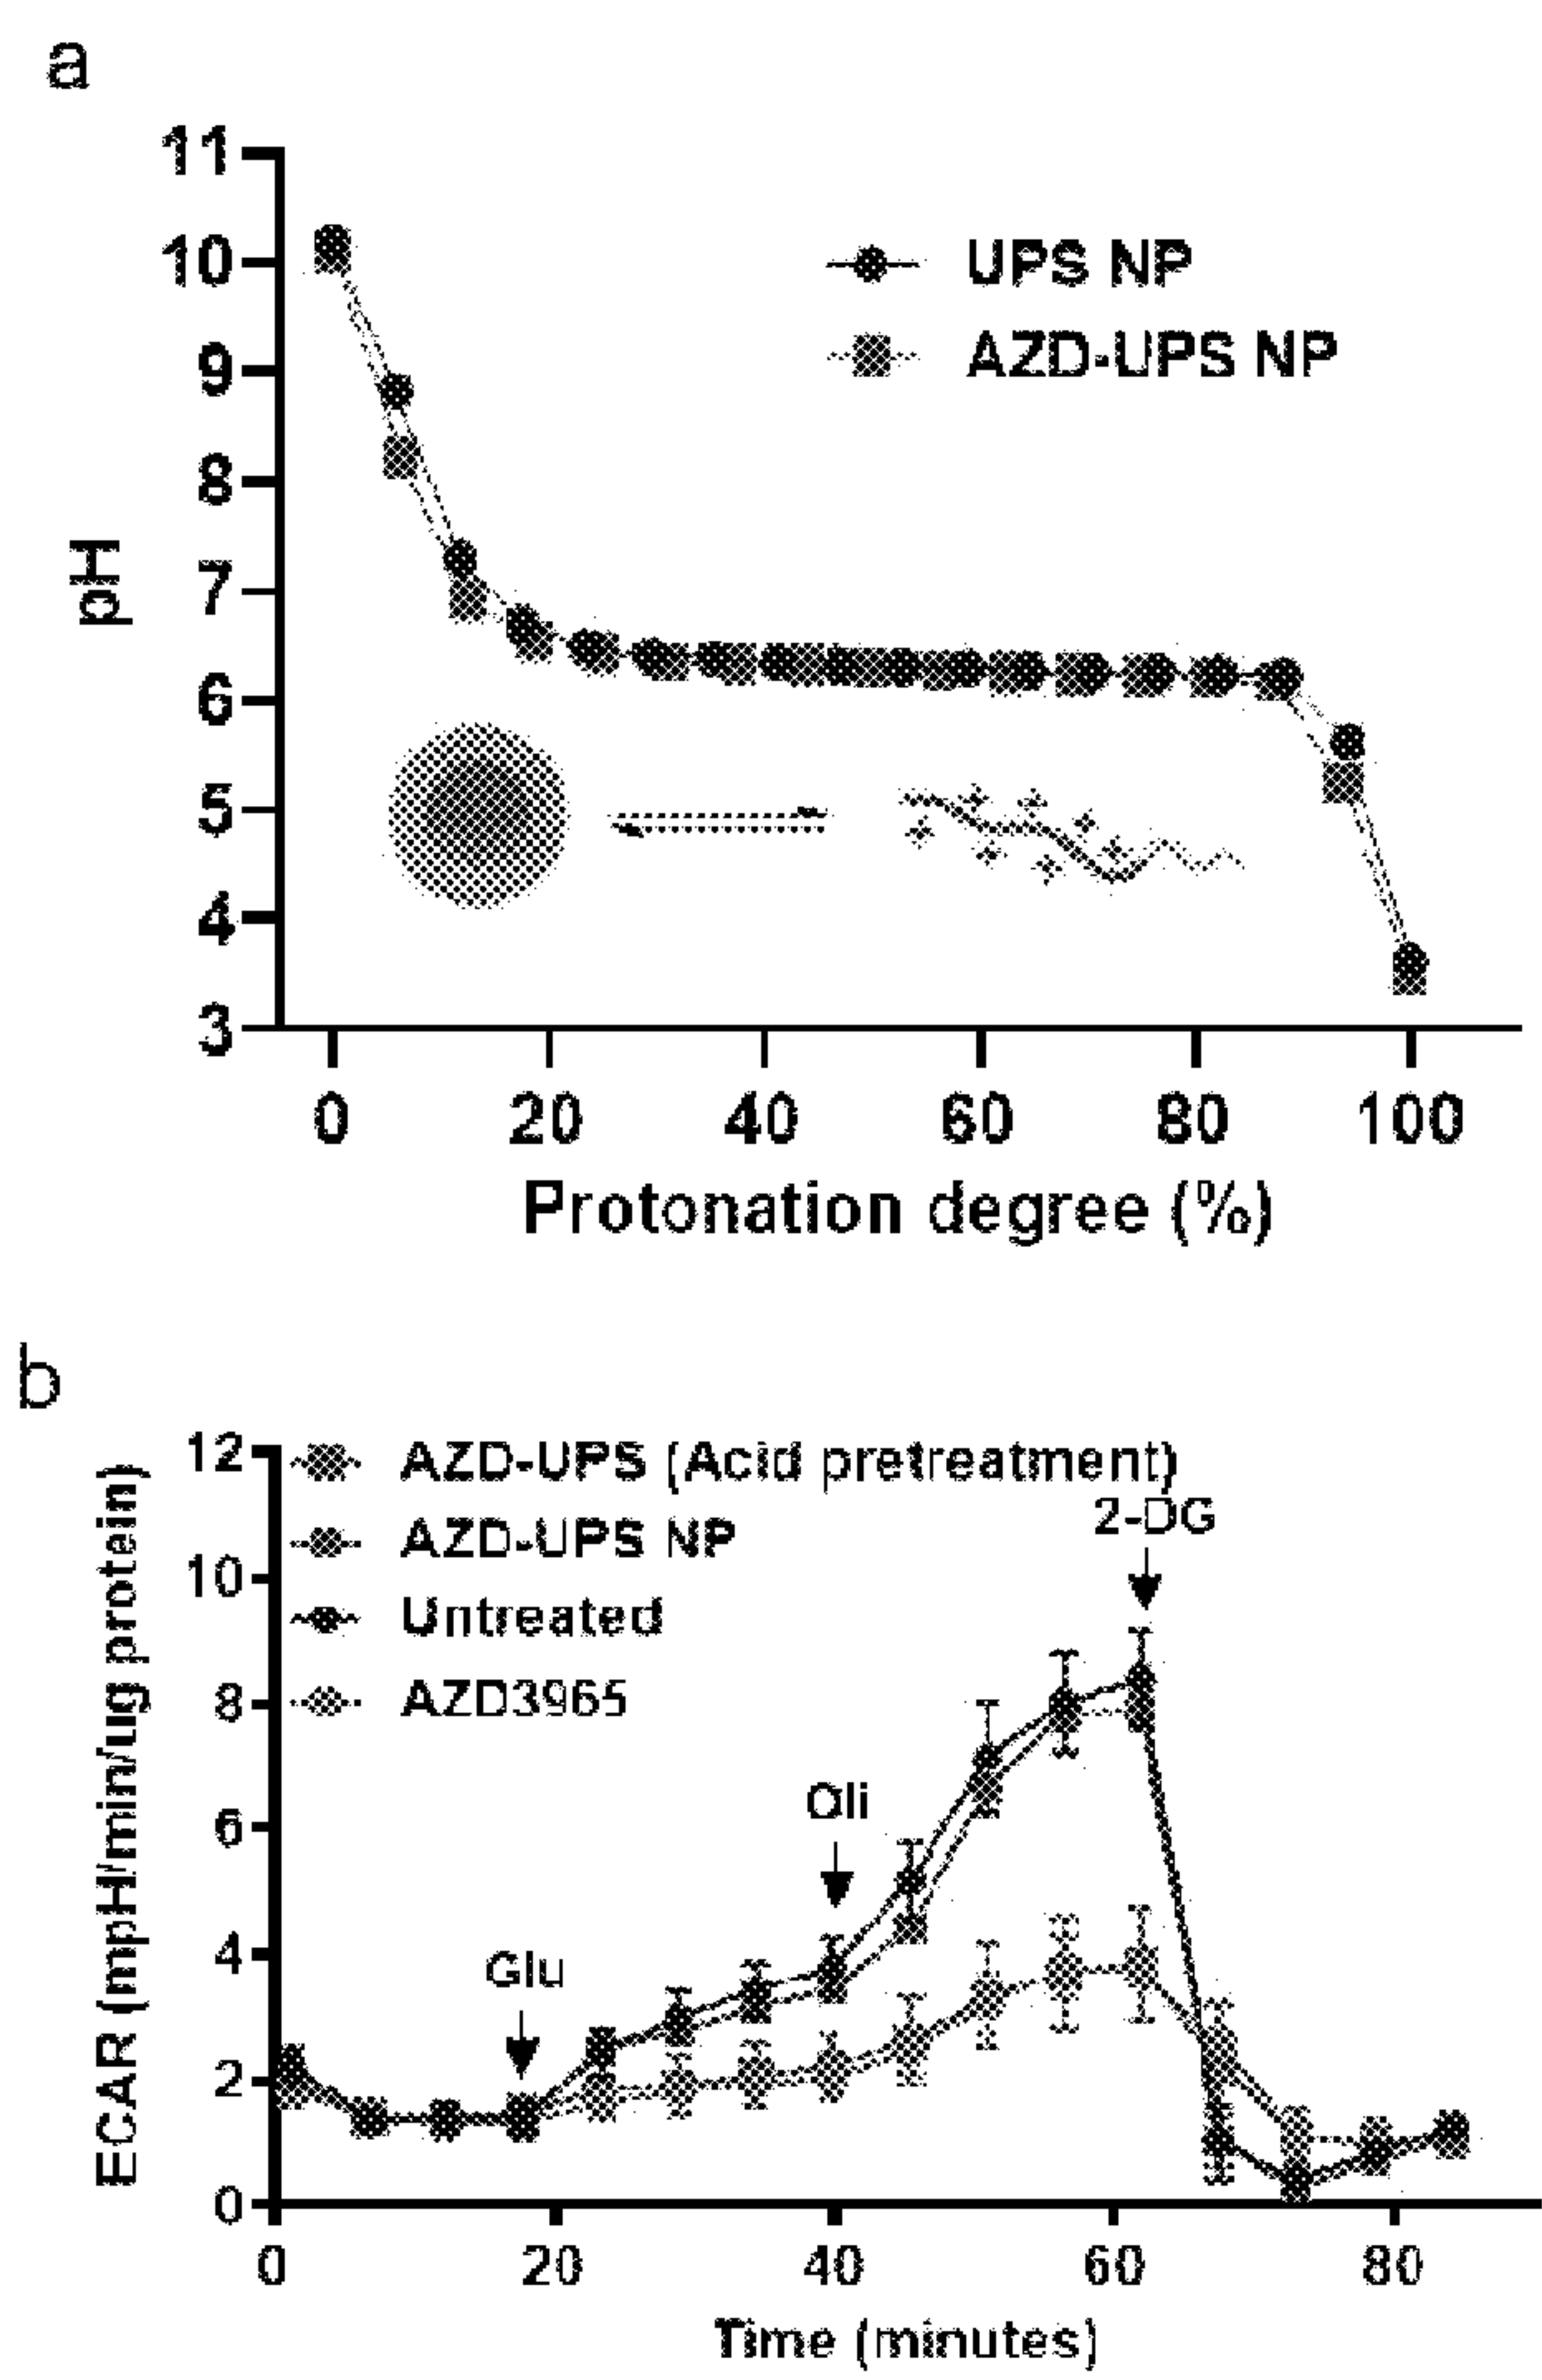 a
11
10
9
8
7
6
5
4
3
pH
UPS NP
AZD-UPS NP
0 20 40 60 80 100
Protonation degree (%)
b
12
10
8
6
4
2
0
ECAR (mpH/min/ug protein)
AZD-UPS (Acid pretreatment)
AZD-UPS NP
Untreated
AZD3965
2-DG
Oli
Glu
0 20 40 60 80
Time (minutes)